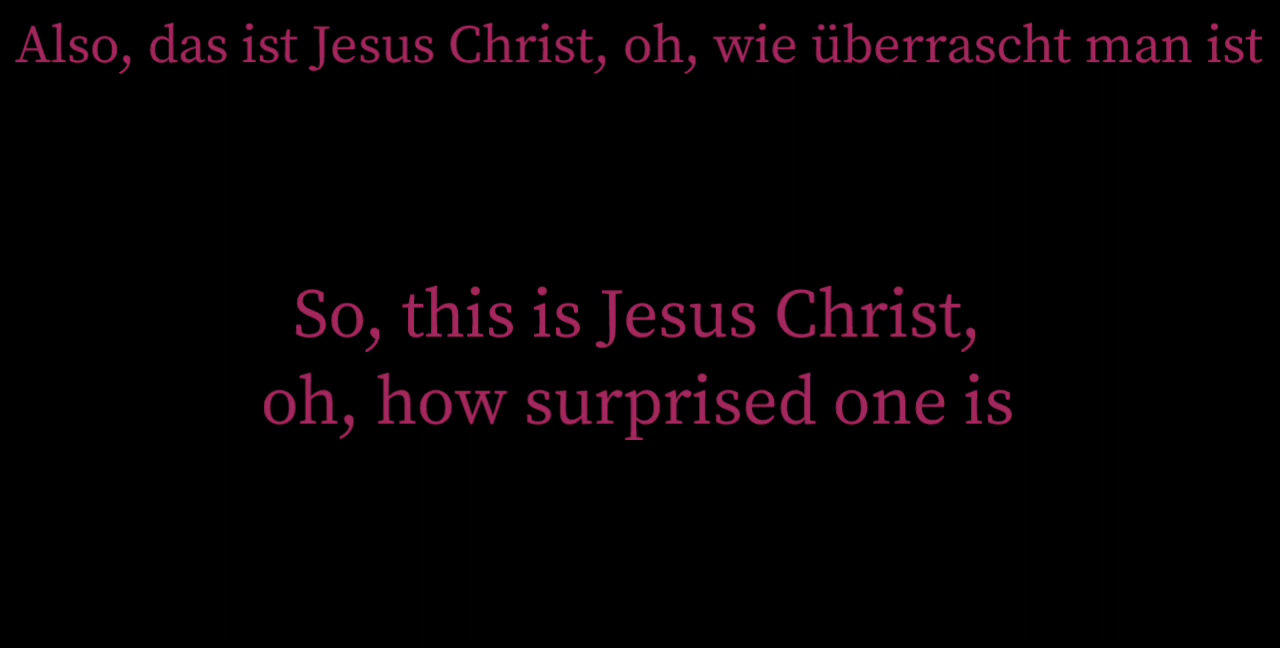 Also, das ist Jesus Christ, oh, wie überrascht man ist
So, this is Jesus Christ,
oh, how surprised one is